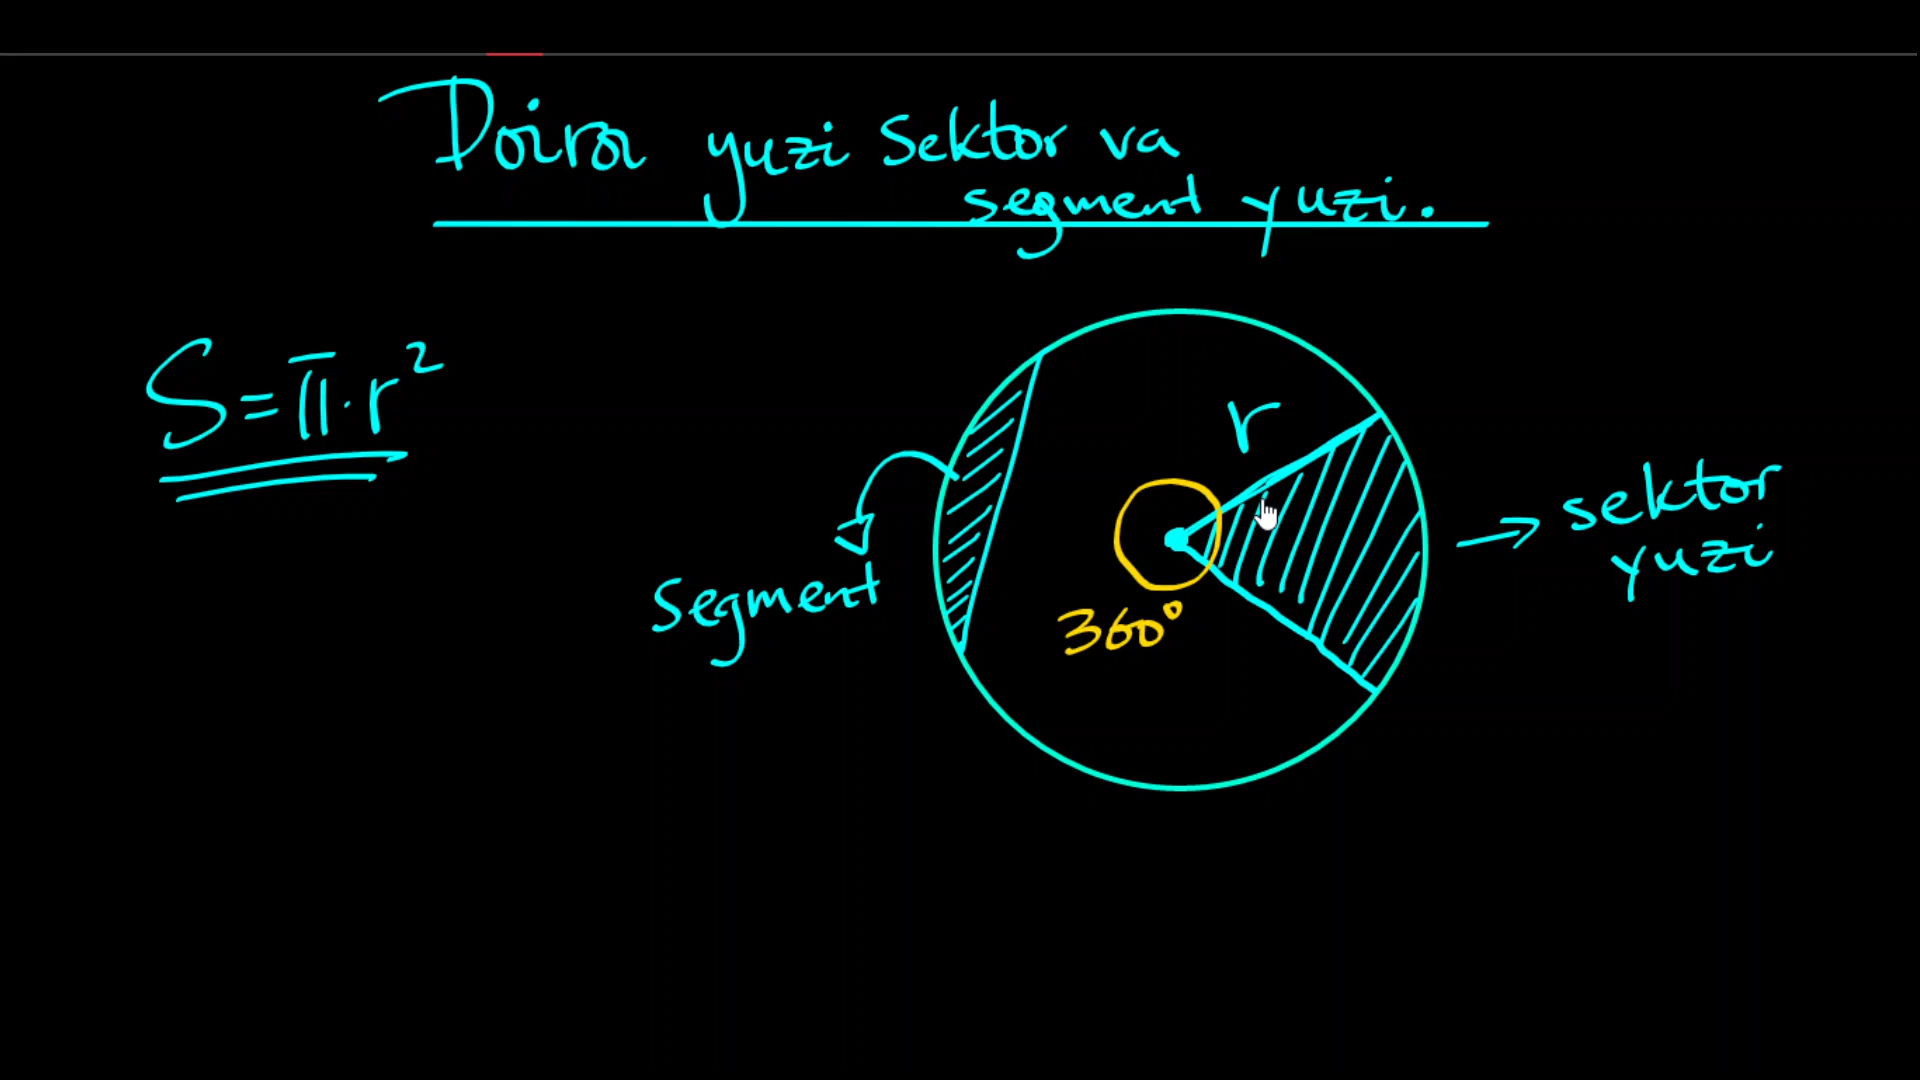 Doira yuzi sektor va
segment yuzi.
S = π · r²
r
sektor
yuzi
segment
360°